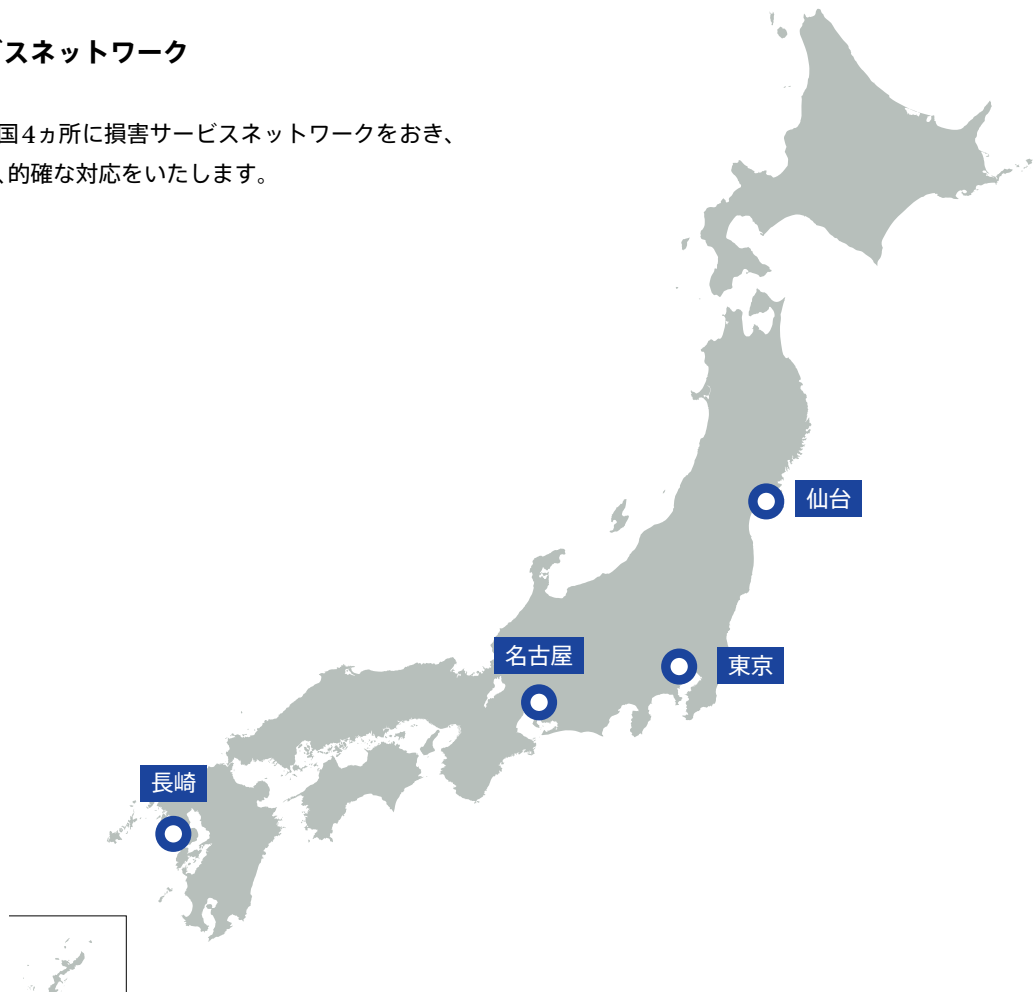 スネットワーク
国4ヵ所に損害サービスネットワークをおき、
、的確な対応をいたします。
仙台
名古屋
東京
長崎